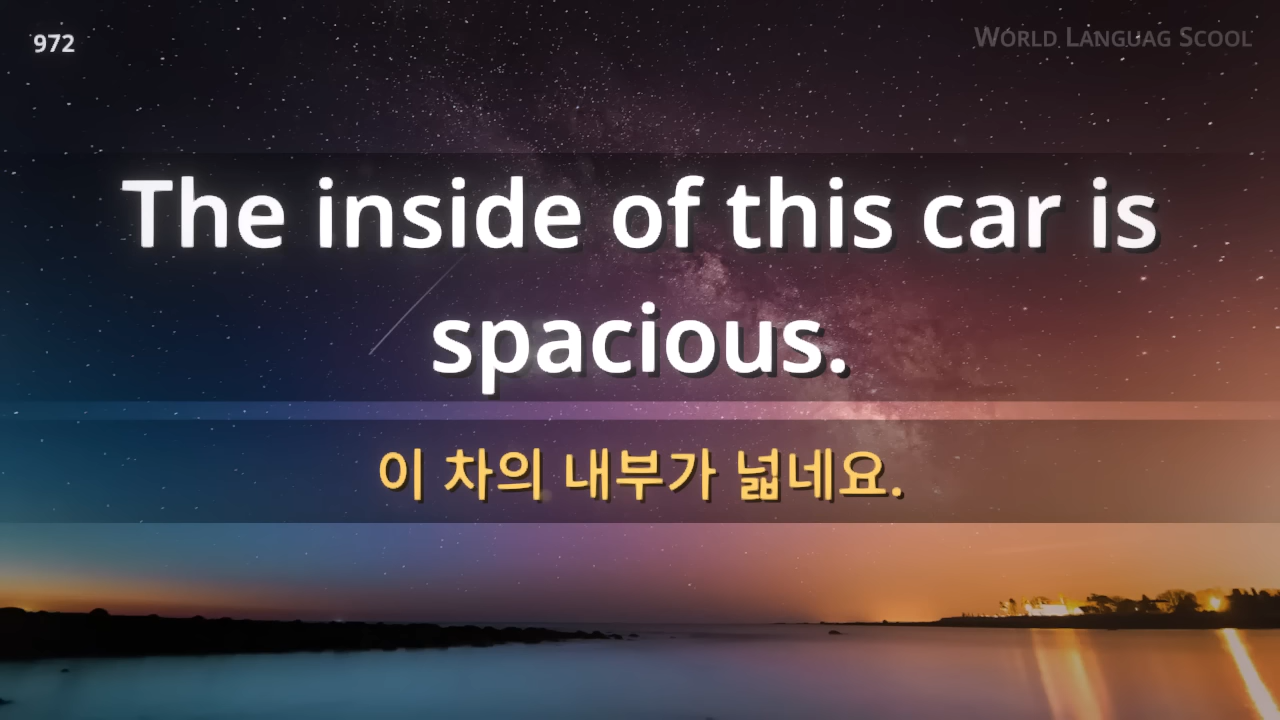 972
World Languag Scool
The inside of this car is
spacious.
이 차의 내부가 넓네요.